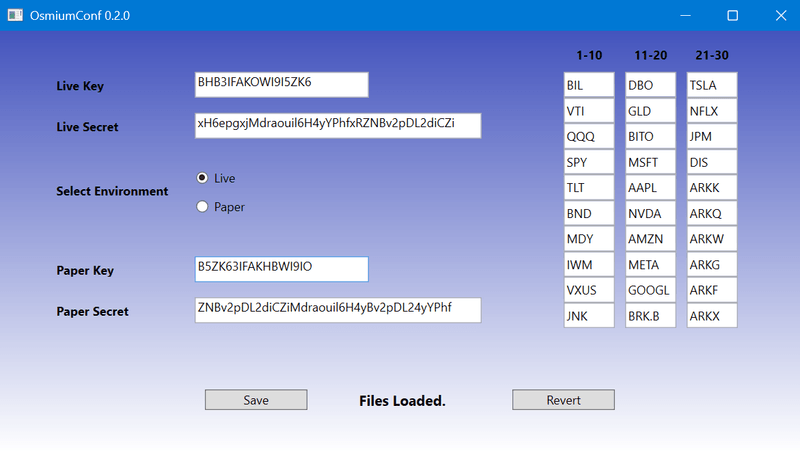 OsmiumConf 0.2.0
1-10 11-20 21-30
Live Key BHB3IFAKOWI9I5ZK6
Live Secret xH6epgxjMdraouil6H4yYPhfxRZNBv2pDL2diCZi
Select Environment
Live
Paper
Paper Key B5ZK63IFAKHBWI9IO
Paper Secret ZNBv2pDL2diCZiMdraouil6H4yBv2pDL24yYPhf
BIL DBO TSLA
VTI GLD NFLX
QQQ BITO JPM
SPY MSFT DIS
TLT AAPL ARKK
BND NVDA ARKQ
MDY AMZN ARKW
IWM META ARKG
VXUS GOOGL ARKF
JNK BRK.B ARKX
Save Files Loaded. Revert